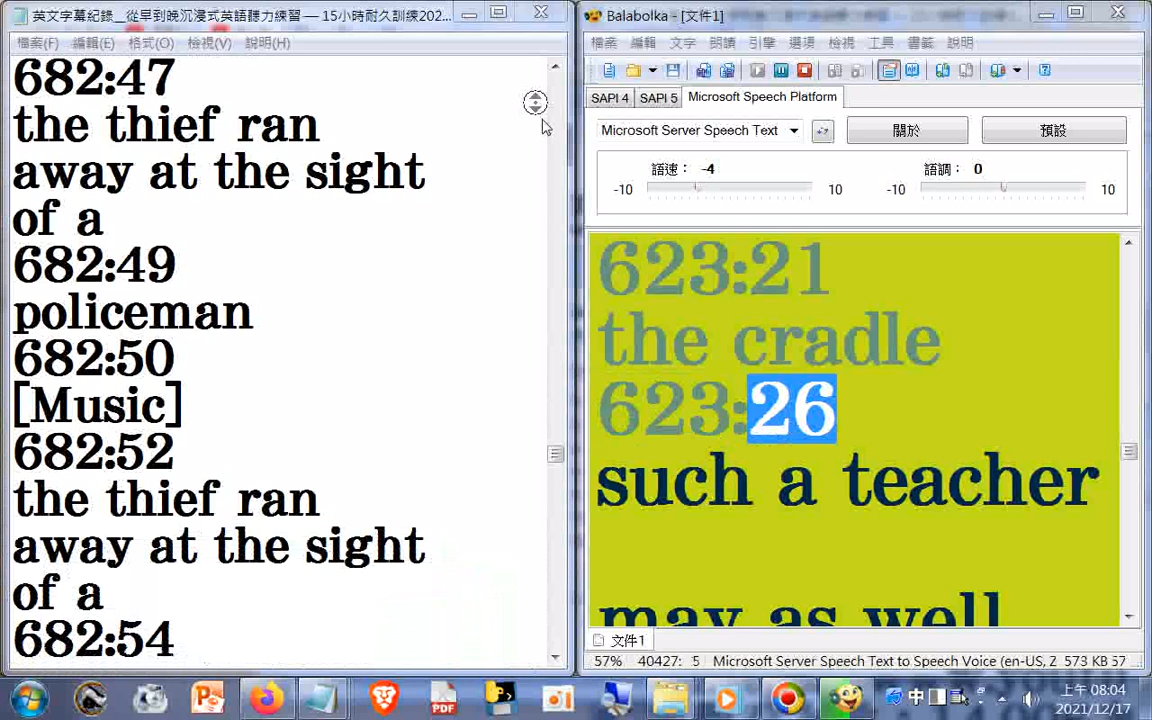 英文字幕紀錄__從早到晚沉浸式英語聽力練習 — 15小時耐久訓練202...
檔案(F) 編輯(E) 格式(O) 檢視(V) 說明(H)
682:47
the thief ran
away at the sight
of a
682:49
policeman
682:50
[Music]
682:52
the thief ran
away at the sight
of a
682:54
Balabolka - [文件1]
檔案 編輯 文字 朗讀 引擎 選項 檢視 工具 書籤 說明
SAPI 4 SAPI 5 Microsoft Speech Platform
Microsoft Server Speech Text 關於 預設
語速： -4 語調： 0
-10 10 -10 10
623:21
the cradle
623:26
such a teacher
may as well
文件1
57% 40427: 5 Microsoft Server Speech Text to Speech Voice (en-US, 2 573 KB 57
PDF
中
上午 08:04
2021/12/17